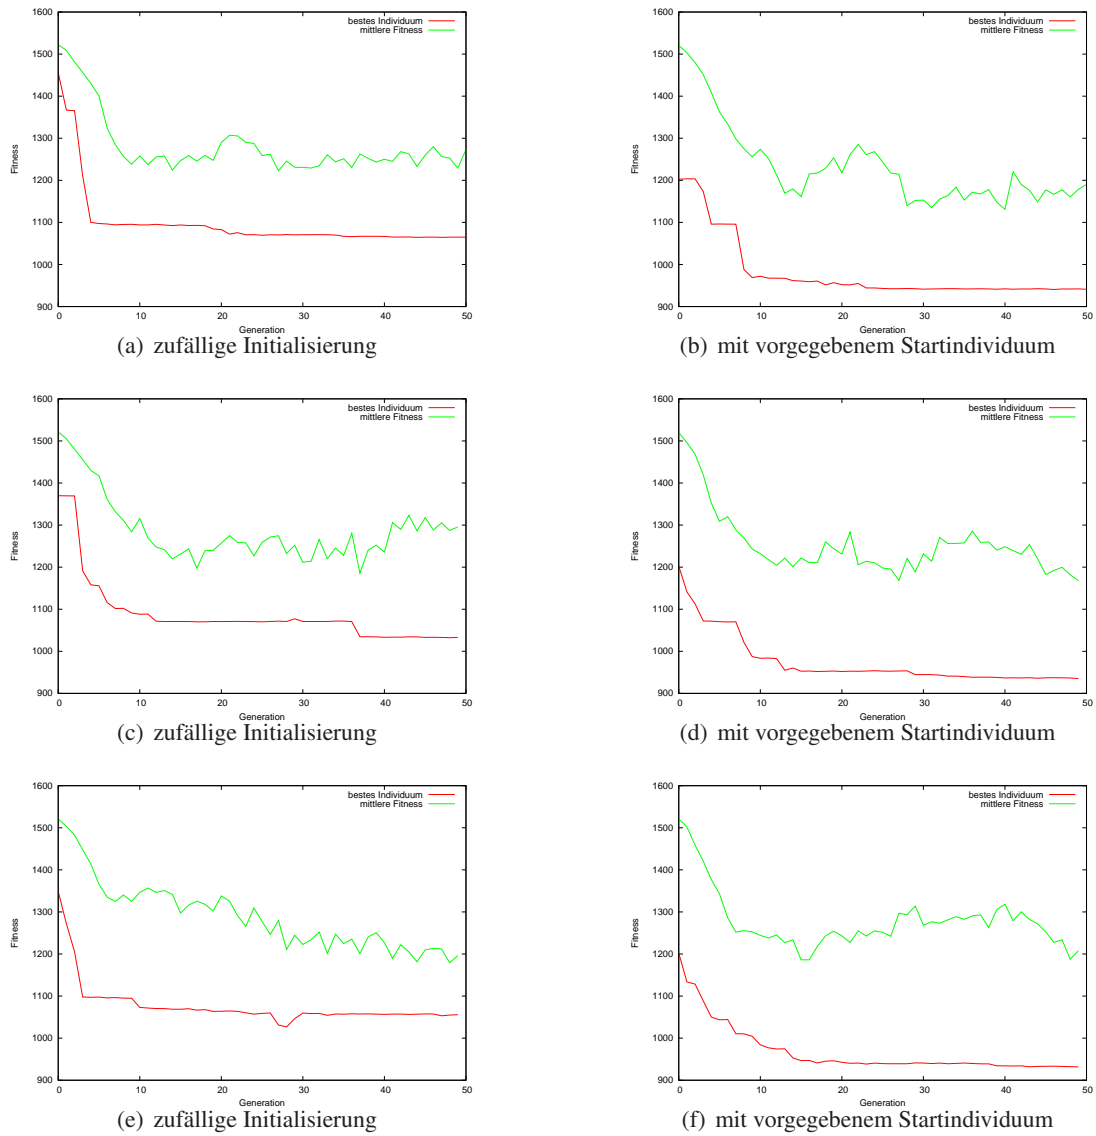 1600
1500
1400
1300
1200
1100
1000
900
0 10 20 30 40 50
Fitness
Generation
bestes Individuum
mittlere Fitness
(a) zufällige Initialisierung
1600
1500
1400
1300
1200
1100
1000
900
0 10 20 30 40 50
Fitness
Generation
bestes Individuum
mittlere Fitness
(b) mit vorgegebenem Startindividuum
1600
1500
1400
1300
1200
1100
1000
900
0 10 20 30 40 50
Fitness
Generation
bestes Individuum
mittlere Fitness
(c) zufällige Initialisierung
1600
1500
1400
1300
1200
1100
1000
900
0 10 20 30 40 50
Fitness
Generation
bestes Individuum
mittlere Fitness
(d) mit vorgegebenem Startindividuum
1600
1500
1400
1300
1200
1100
1000
900
0 10 20 30 40 50
Fitness
Generation
bestes Individuum
mittlere Fitness
(e) zufällige Initialisierung
1600
1500
1400
1300
1200
1100
1000
900
0 10 20 30 40 50
Fitness
Generation
bestes Individuum
mittlere Fitness
(f) mit vorgegebenem Startindividuum